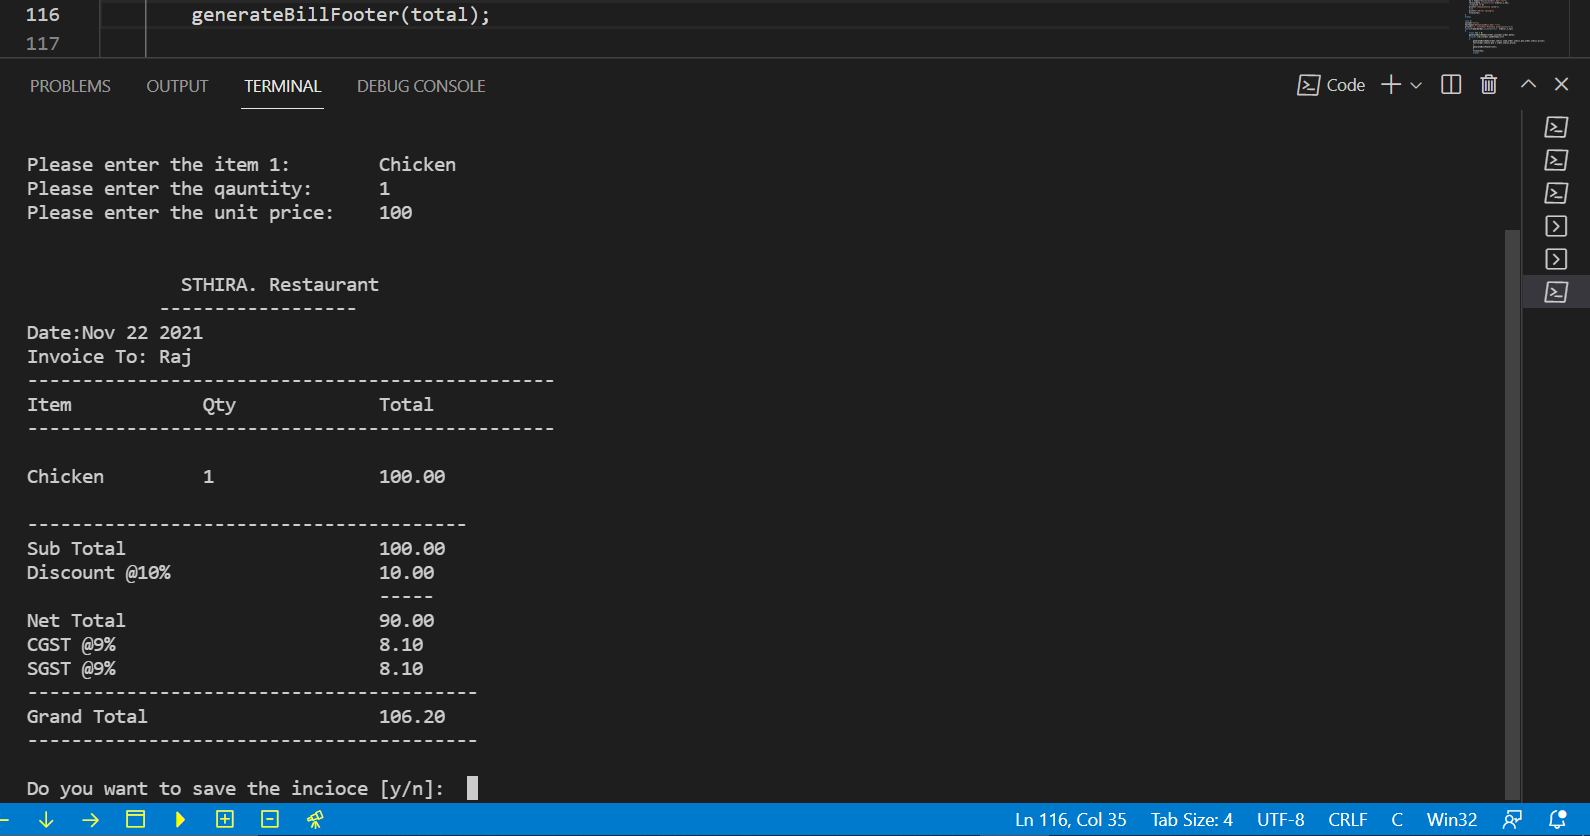 116 generateBillFooter(total);
117
PROBLEMS OUTPUT TERMINAL DEBUG CONSOLE Code
Please enter the item 1: Chicken
Please enter the qauntity: 1
Please enter the unit price: 100
STHIRA. Restaurant
------------------
Date:Nov 22 2021
Invoice To: Raj
------------------------------------------------
Item Qty Total
------------------------------------------------
Chicken 1 100.00
----------------------------------------
Sub Total 100.00
Discount @10% 10.00
-----
Net Total 90.00
CGST @9% 8.10
SGST @9% 8.10
-----------------------------------------
Grand Total 106.20
-----------------------------------------
Do you want to save the incioce [y/n]:
Ln 116, Col 35 Tab Size: 4 UTF-8 CRLF C Win32